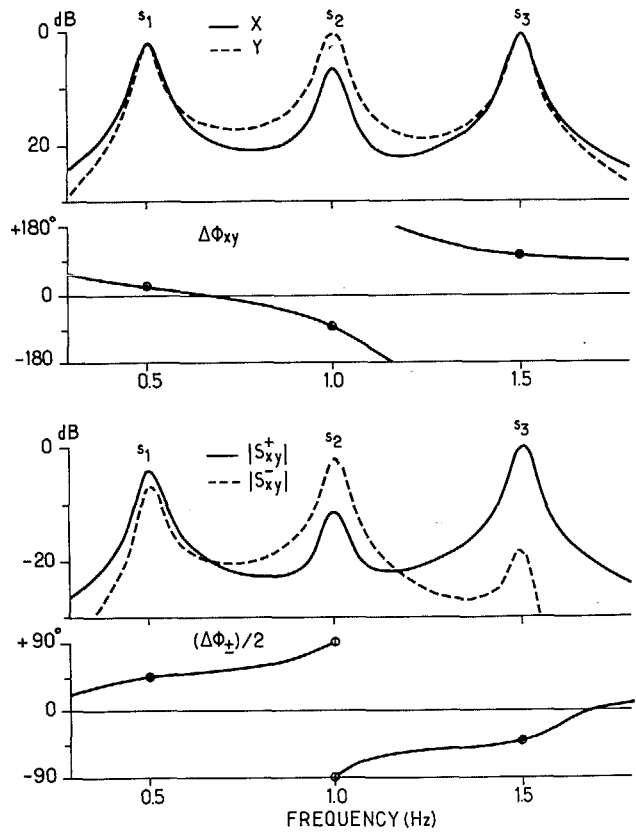 dB
s1
s2
s3
X
Y
0
20
+180°
ΔΦxy
0
-180
0.5
1.0
1.5
dB
s1
s2
s3
|S+xy|
|S-xy|
0
-20
+90°
(ΔΦ±)/2
0
-90
0.5
1.0
1.5
FREQUENCY (Hz)